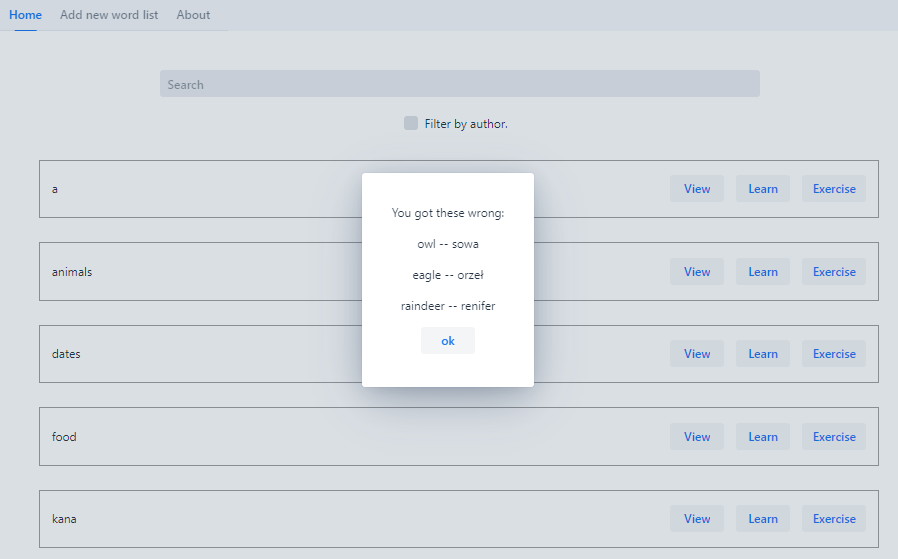 Home Add new word list About
Search
Filter by author.
a View Learn Exercise
You got these wrong:
owl -- sowa
animals View Learn Exercise
eagle -- orzeł
raindeer -- renifer
ok
dates View Learn Exercise
food View Learn Exercise
kana View Learn Exercise